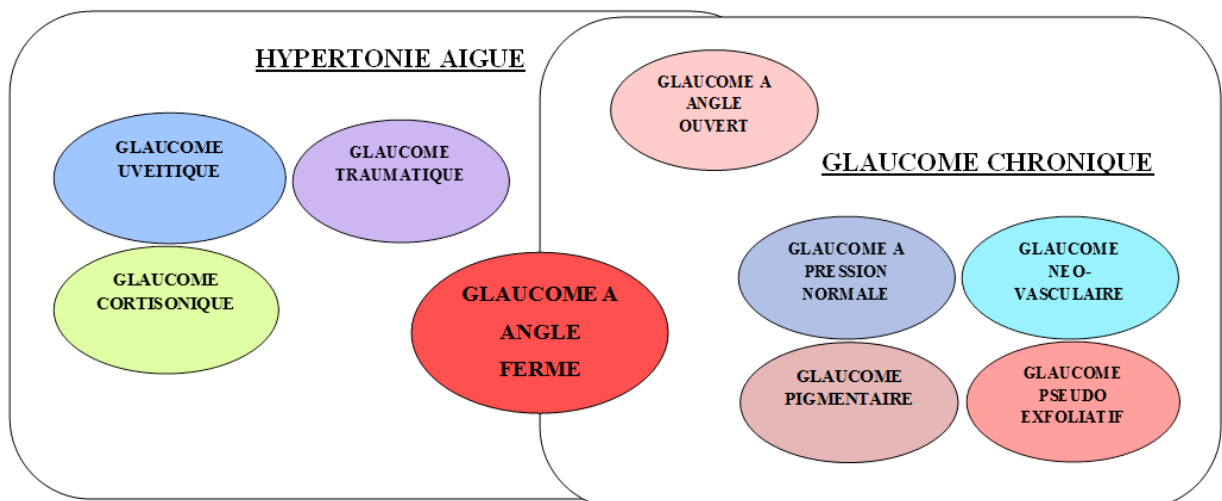 HYPERTONIE AIGUE
GLAUCOME
UVEITIQUE
GLAUCOME
TRAUMATIQUE
GLAUCOME
CORTISONIQUE
GLAUCOME A
ANGLE
FERME
GLAUCOME A
ANGLE
OUVERT
GLAUCOME CHRONIQUE
GLAUCOME A
PRESSION
NORMALE
GLAUCOME
NEO-
VASCULAIRE
GLAUCOME
PIGMENTAIRE
GLAUCOME
PSEUDO
EXFOLIATIF